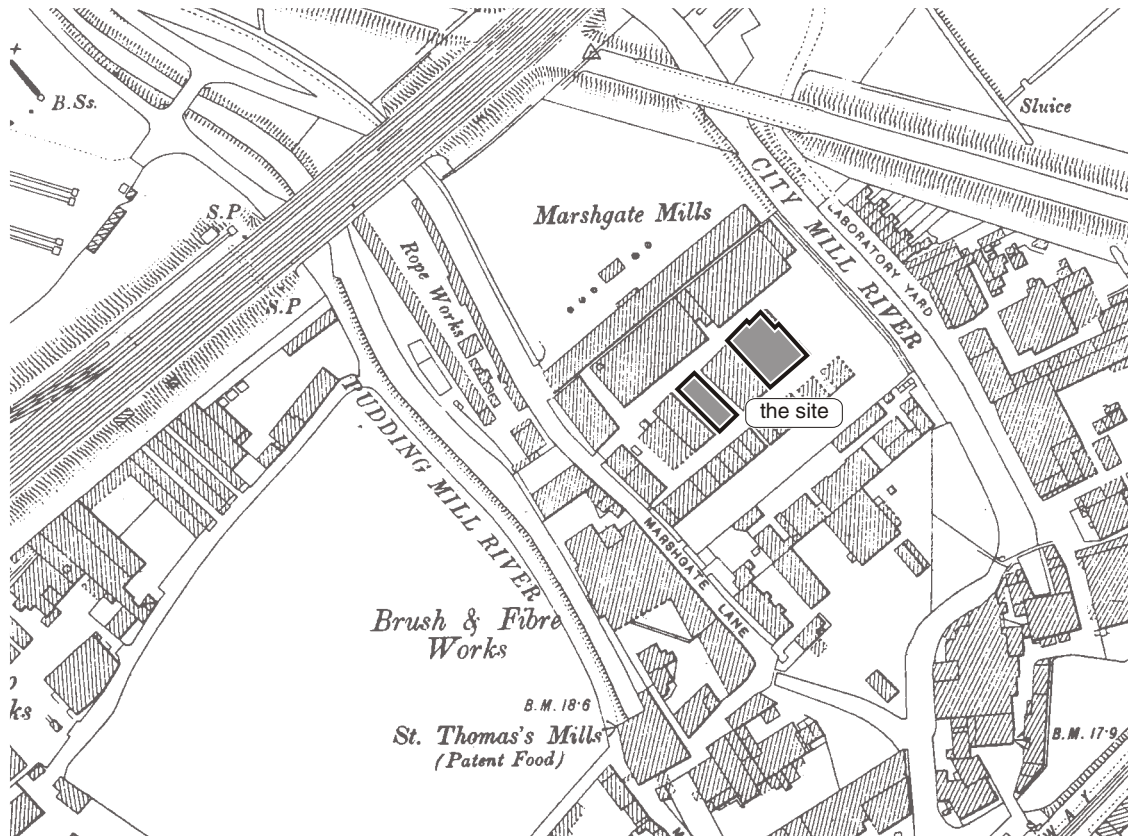 B.Ss.
Sluice
S.P
Marshgate Mills
CITY MILL RIVER
LABORATORY YARD
Rope Works
S.P
the site
PUDDING MILL RIVER
MARSHGATE LANE
Brush & Fibre
Works
B.M. 18·6
St. Thomas's Mills
(Patent Food)
ks
B.M. 17·9